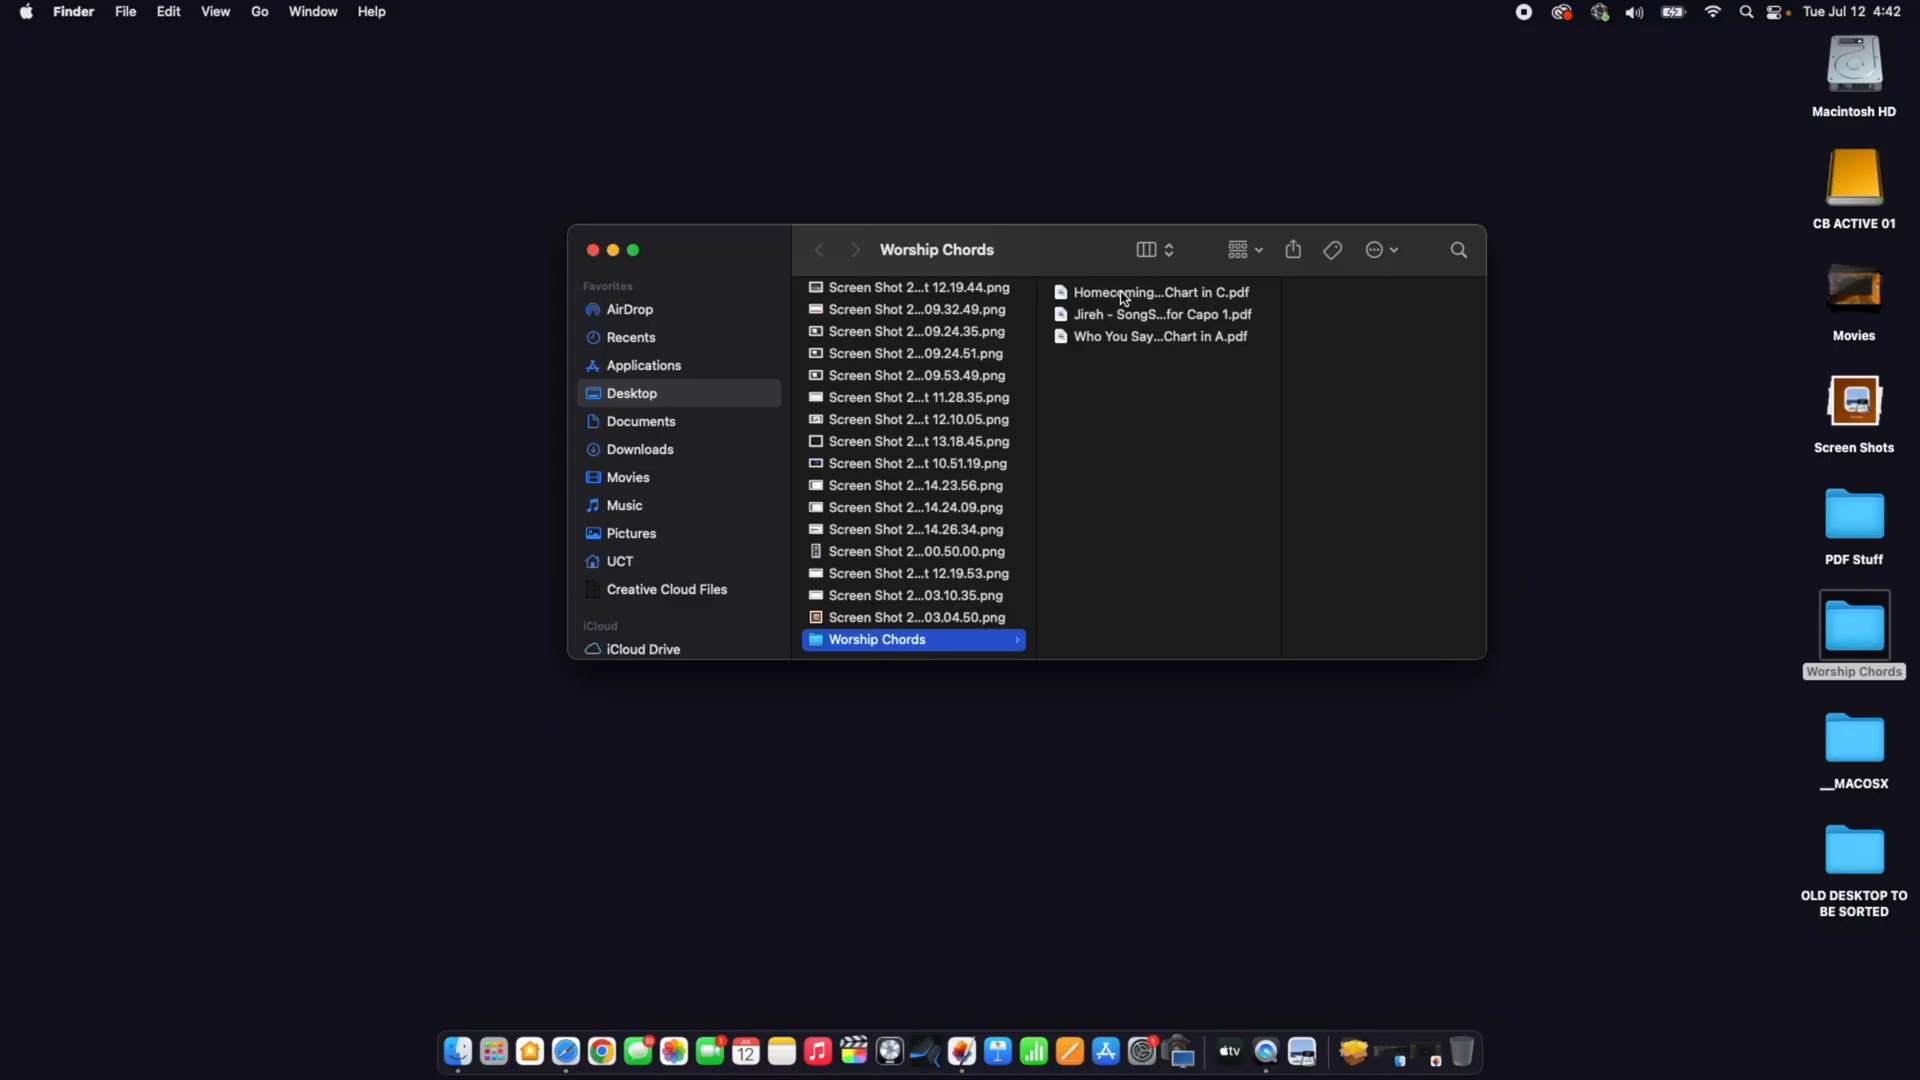 Finder File Edit View Go Window Help Tue Jul 12 4:42
Macintosh HD
CB ACTIVE 01
Movies
Screen Shots
PDF Stuff
Worship Chords
__MACOSX
OLD DESKTOP TO
BE SORTED
Worship Chords
Favorites
AirDrop
Recents
Applications
Desktop
Documents
Downloads
Movies
Music
Pictures
UCT
Creative Cloud Files
iCloud
iCloud Drive
Screen Shot 2...t 12.19.44.png
Screen Shot 2...09.32.49.png
Screen Shot 2...09.24.35.png
Screen Shot 2...09.24.51.png
Screen Shot 2...09.53.49.png
Screen Shot 2...t 11.28.35.png
Screen Shot 2...t 12.10.05.png
Screen Shot 2...t 13.18.45.png
Screen Shot 2...t 10.51.19.png
Screen Shot 2...14.23.56.png
Screen Shot 2...14.24.09.png
Screen Shot 2...14.26.34.png
Screen Shot 2...00.50.00.png
Screen Shot 2...t 12.19.53.png
Screen Shot 2...03.10.35.png
Screen Shot 2...03.04.50.png
Worship Chords
Homecoming...Chart in C.pdf
Jireh - SongS...for Capo 1.pdf
Who You Say...Chart in A.pdf
JUL
12
tv